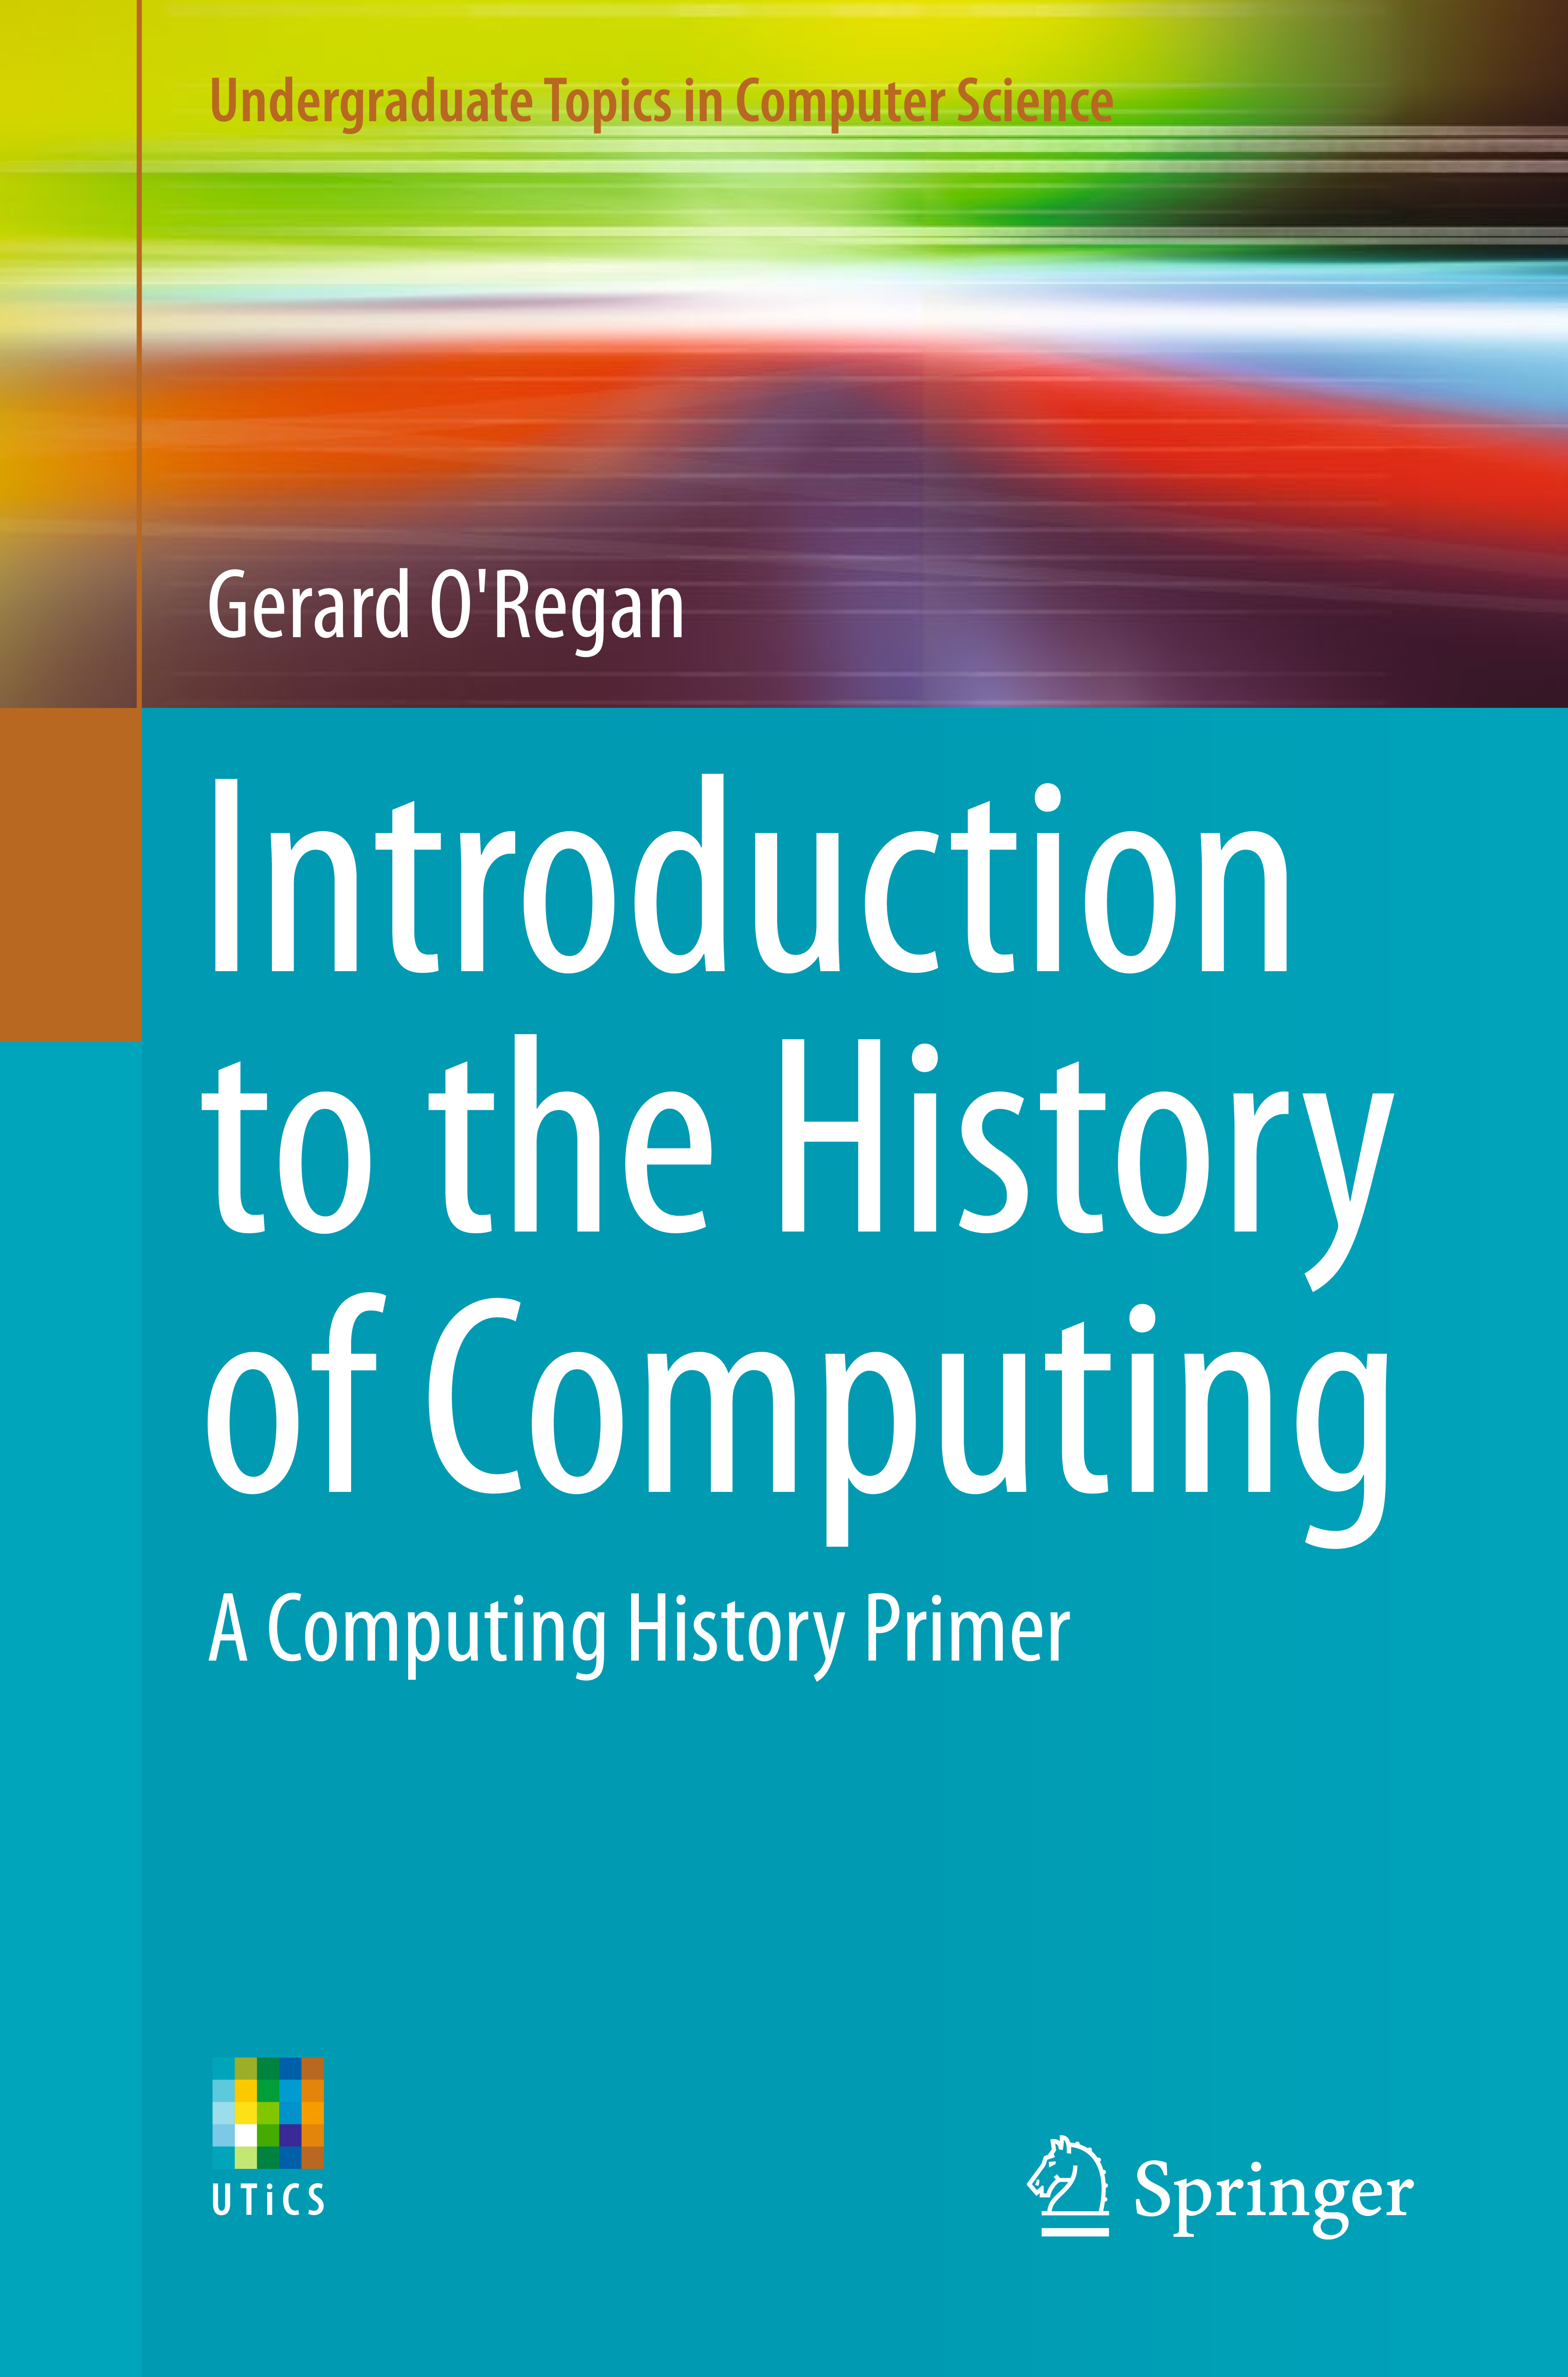 Undergraduate Topics in Computer Science
Gerard O'Regan
Introduction
to the History
of Computing
A Computing History Primer
UTiCS
Springer